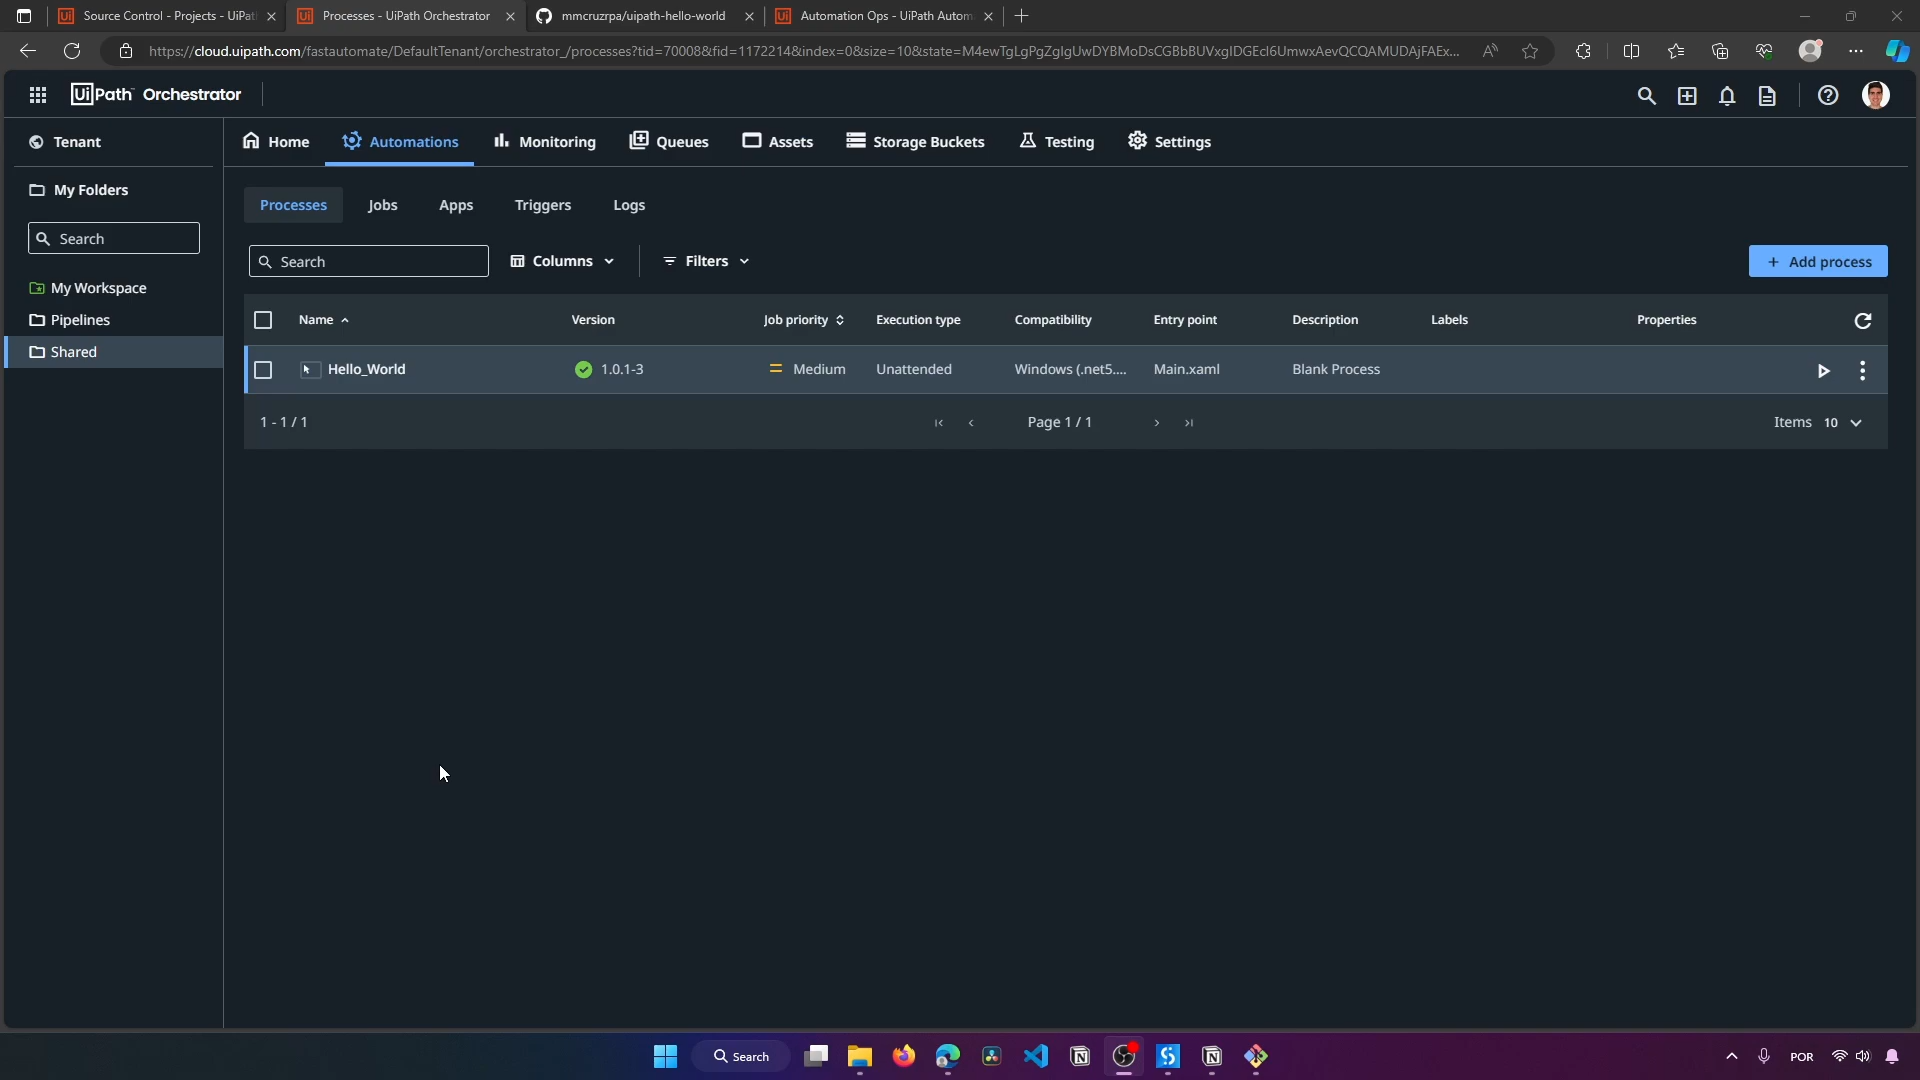 Source Control - Projects - UiPat
Processes - UiPath Orchestrator
mmcruzrpa/uipath-hello-world
Automation Ops - UiPath Autom
https://cloud.uipath.com/fastautomate/DefaultTenant/orchestrator_/processes?tid=70008&fid=1172214&index=0&size=10&state=M4ewTgLgPgZglgUwDYBMoDsCGBbBUVxgIDGEcl6UmwxAevQCQAMUDAjFAEx...
UiPath Orchestrator
Tenant
Home
Automations
Monitoring
Queues
Assets
Storage Buckets
Testing
Settings
My Folders
Search
My Workspace
Pipelines
Shared
Processes
Jobs
Apps
Triggers
Logs
Search
Columns
Filters
+ Add process
Name
Version
Job priority
Execution type
Compatibility
Entry point
Description
Labels
Properties
Hello_World
1.0.1-3
Medium
Unattended
Windows (.net5....
Main.xaml
Blank Process
1 - 1 / 1
Page 1 / 1
Items 10
Search
POR